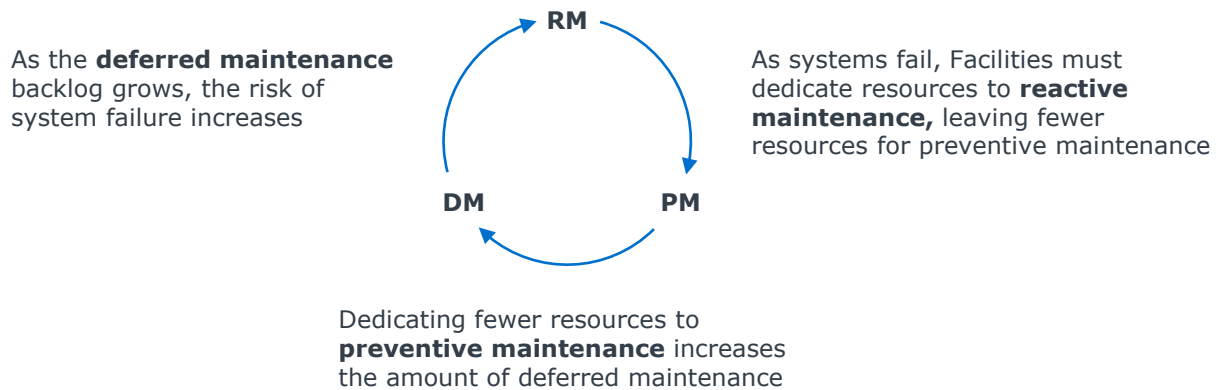 RM
As the deferred maintenance
backlog grows, the risk of
system failure increases
As systems fail, Facilities must
dedicate resources to reactive
maintenance, leaving fewer
resources for preventive maintenance
DM
PM
Dedicating fewer resources to
preventive maintenance increases
the amount of deferred maintenance